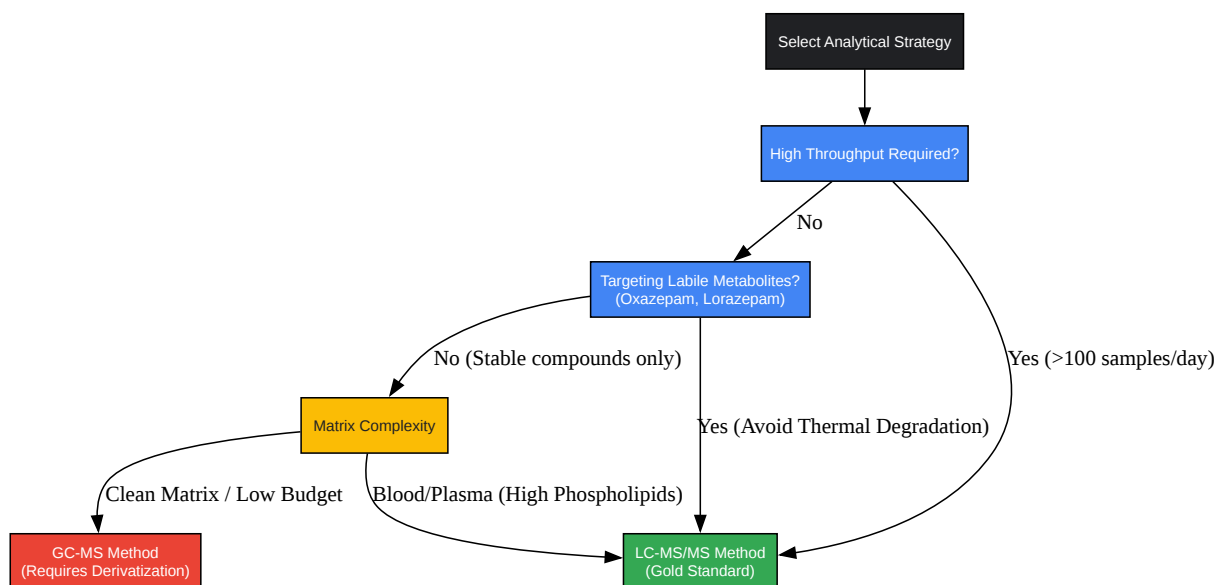 Select Analytical Strategy
High Throughput Required?
No
Targeting Labile Metabolites?
(Oxazepam, Lorazepam)
No (Stable compounds only)
Yes (>100 samples/day)
Matrix Complexity
Yes (Avoid Thermal Degradation)
Clean Matrix / Low Budget
Blood/Plasma (High Phospholipids)
GC-MS Method
(Requires Derivatization)
LC-MS/MS Method
(Gold Standard)